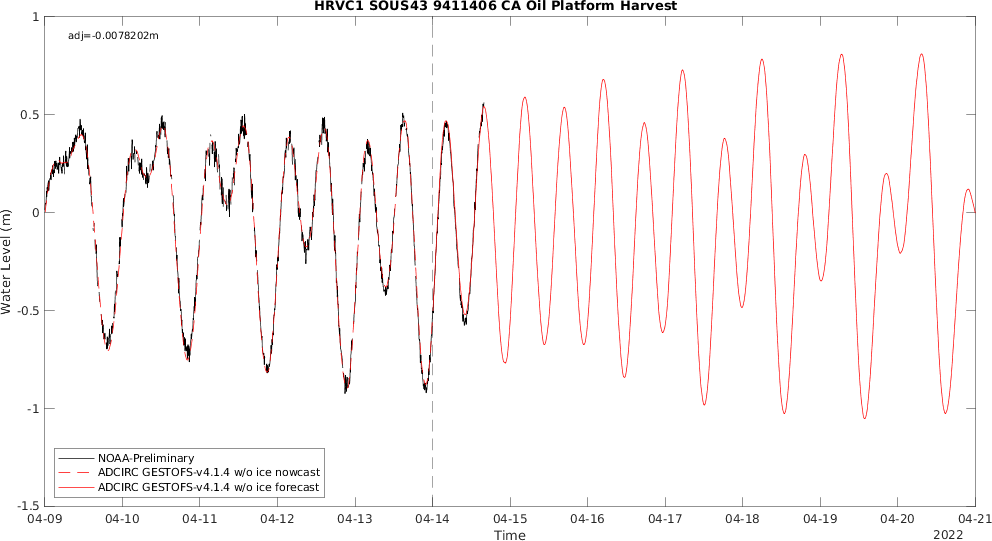 HRVC1 SOUS43 9411406 CA Oil Platform Harvest
adj=-0.0078202m
1
0.5
0
-0.5
-1
-1.5
Water Level (m)
NOAA-Preliminary
ADCIRC GESTOFS-v4.1.4 w/o ice nowcast
ADCIRC GESTOFS-v4.1.4 w/o ice forecast
04-09 04-10 04-11 04-12 04-13 04-14 04-15 04-16 04-17 04-18 04-19 04-20 04-21
Time
2022